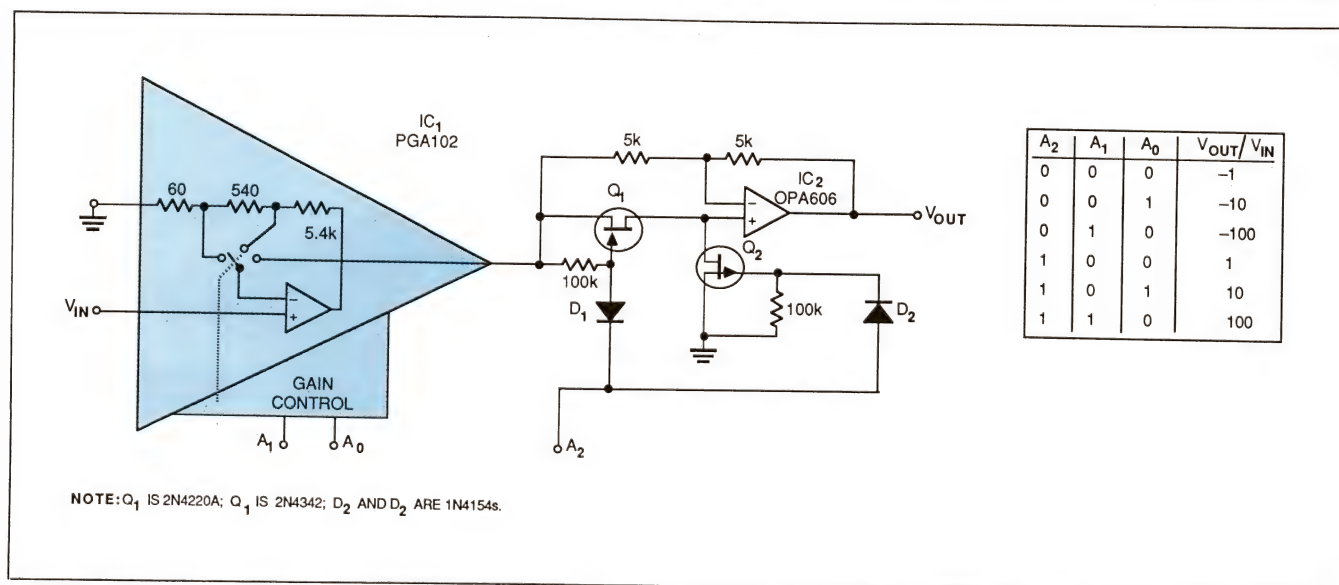 IC1
PGA102
60
540
5.4k
VIN
GAIN
CONTROL
A1
A0
5k
5k
Q1
IC2
OPA606
VOUT
Q2
100k
D1
100k
D2
A2
A2 A1 A0 VOUT/VIN
0 0 0 –1
0 0 1 –10
0 1 0 –100
1 0 0 1
1 0 1 10
1 1 0 100
NOTE: Q1 IS 2N4220A; Q1 IS 2N4342; D2 AND D2 ARE 1N4154s.